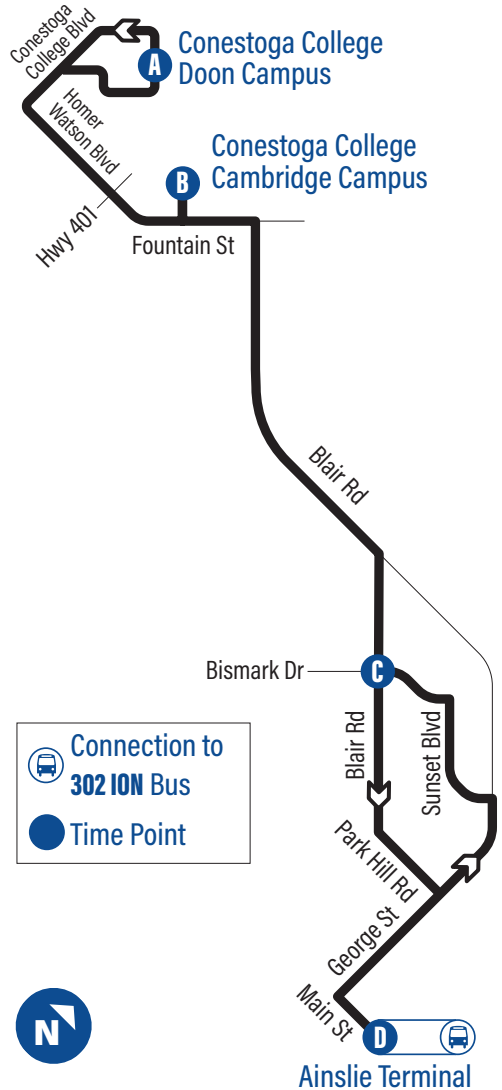 Conestoga
College Blvd
A
Conestoga College
Doon Campus
Homer
Watson Blvd
B
Conestoga College
Cambridge Campus
Hwy 401
Fountain St
Blair Rd
Bismark Dr
C
Blair Rd
Sunset Blvd
Connection to
302 ION Bus
Time Point
Park Hill Rd
George St
Main St
N
D
Ainslie Terminal